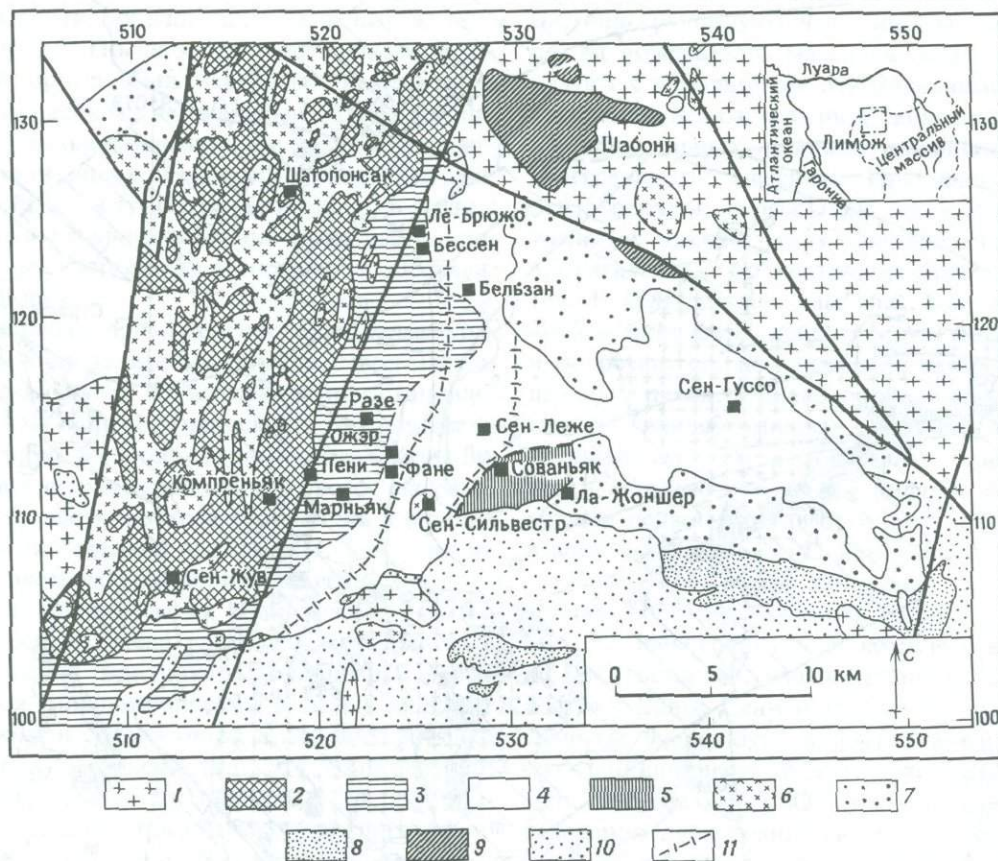 510 520 530 540 550
130
120
110
100
130
120
110
100
Луара
Атлантический
океан
Лимож
Центральный
массив
Гаронна
Шабонн
Шатопонсак
Ле-Брюжо
Бессен
Бельзан
Сен-Гуссо
Разе
Ожэр
Сен-Леже
Пени
Фане
Сованьяк
Компреньяк
Марньяк
Ла-Жоншер
Сен-Сильвестр
Сен-Жув
0 5 10 км
С
510 520 530 540 550
1 2 3 4 5 6 7
8 9 10 11